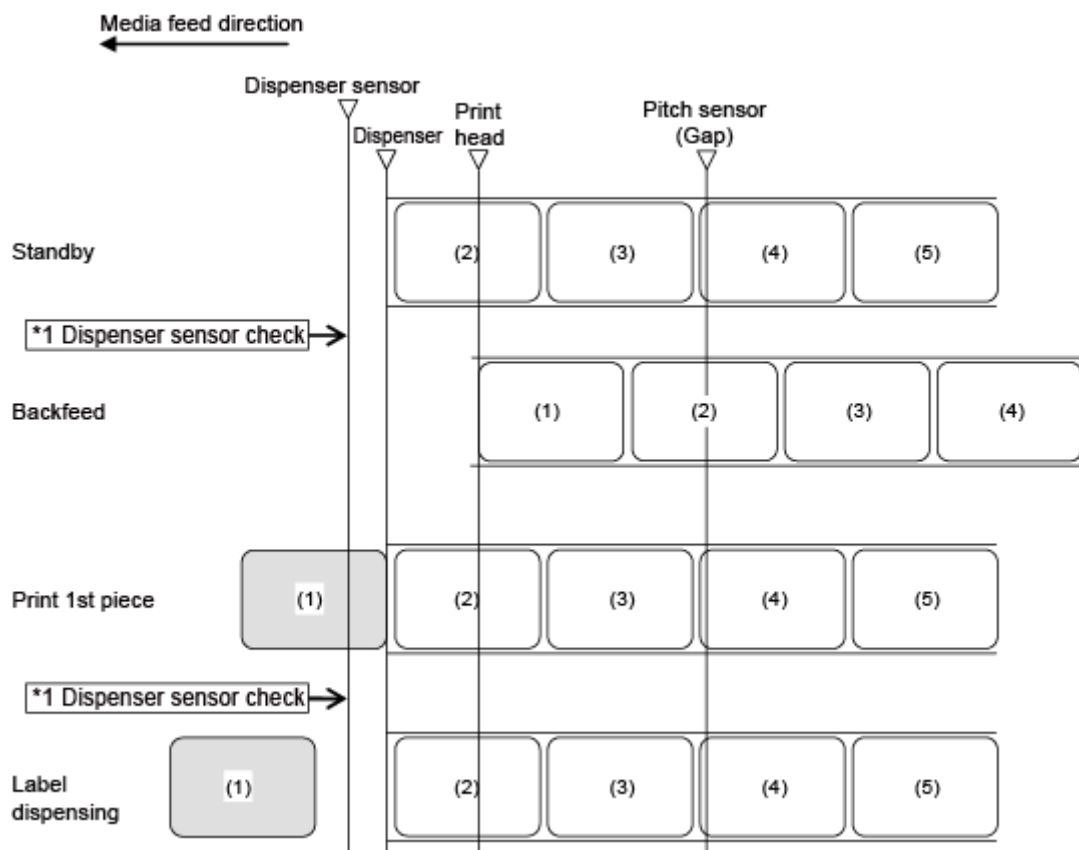 Media feed direction
Dispenser sensor
Dispenser
Print
head
Pitch sensor
(Gap)
Standby
(2)
(3)
(4)
(5)
*1 Dispenser sensor check
Backfeed
(1)
(2)
(3)
(4)
Print 1st piece
(1)
(2)
(3)
(4)
(5)
*1 Dispenser sensor check
Label
dispensing
(1)
(2)
(3)
(4)
(5)